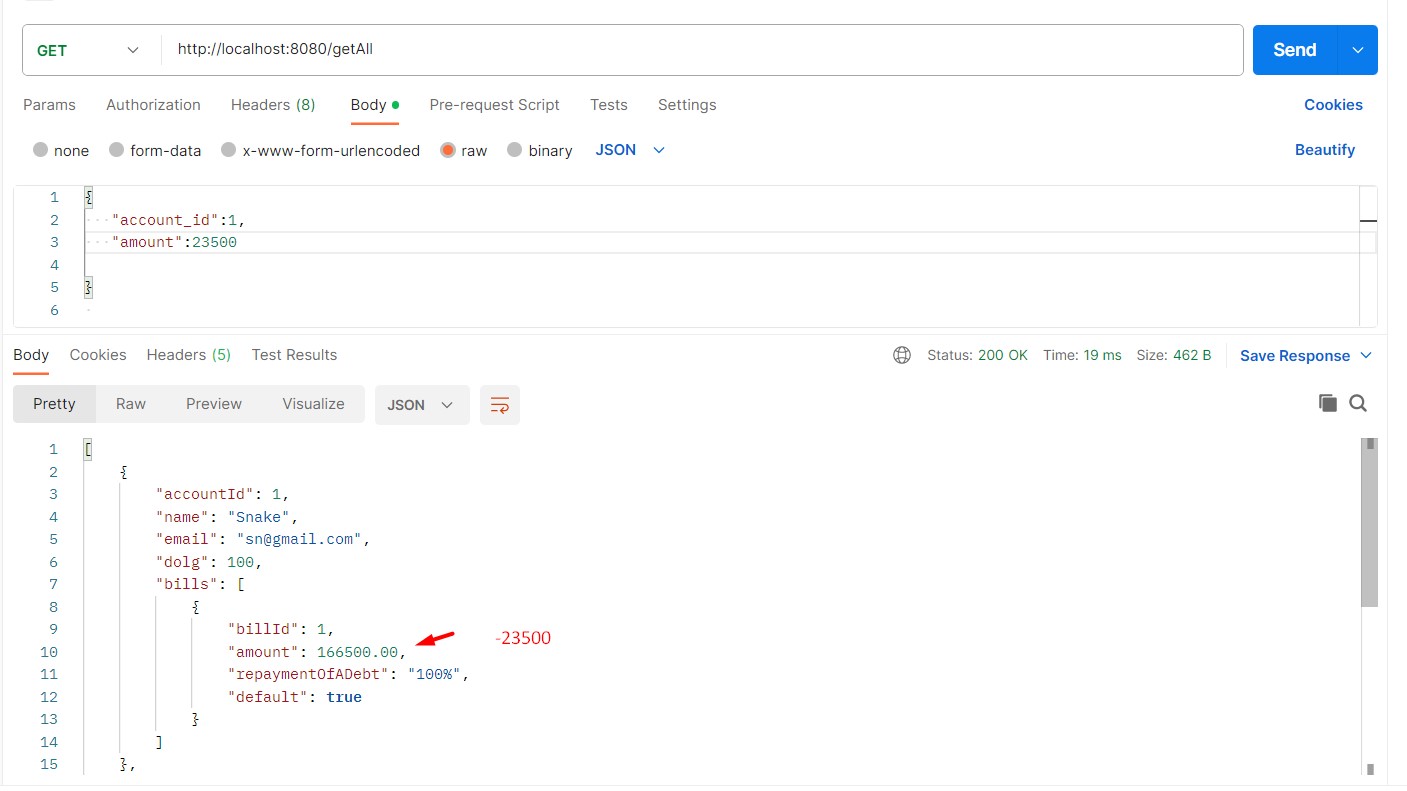 GET http://localhost:8080/getAll Send
Params Authorization Headers (8) Body Pre-request Script Tests Settings Cookies
none form-data x-www-form-urlencoded raw binary JSON Beautify
1 {
2 "account_id":1,
3 "amount":23500
4
5 }
6
Body Cookies Headers (5) Test Results Status: 200 OK Time: 19 ms Size: 462 B Save Response
Pretty Raw Preview Visualize JSON
1 [
2 {
3 "accountId": 1,
4 "name": "Snake",
5 "email": "sn@gmail.com",
6 "dolg": 100,
7 "bills": [
8 {
9 "billId": 1,
10 "amount": 166500.00, -23500
11 "repaymentOfADebt": "100%",
12 "default": true
13 }
14 ]
15 },